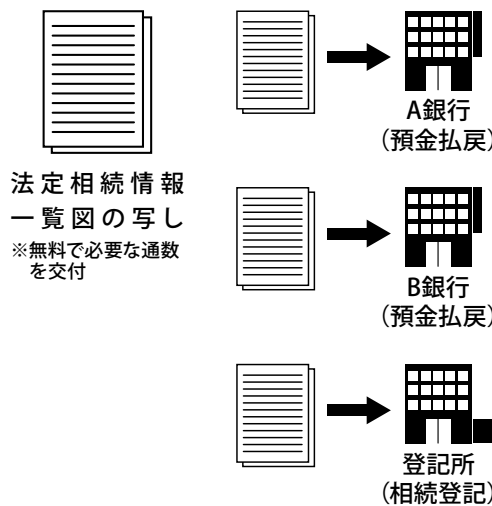 法定相続情報
一覧図の写し
※無料で必要な通数
を交付
A銀行
(預金払戻)
B銀行
(預金払戻)
登記所
(相続登記)